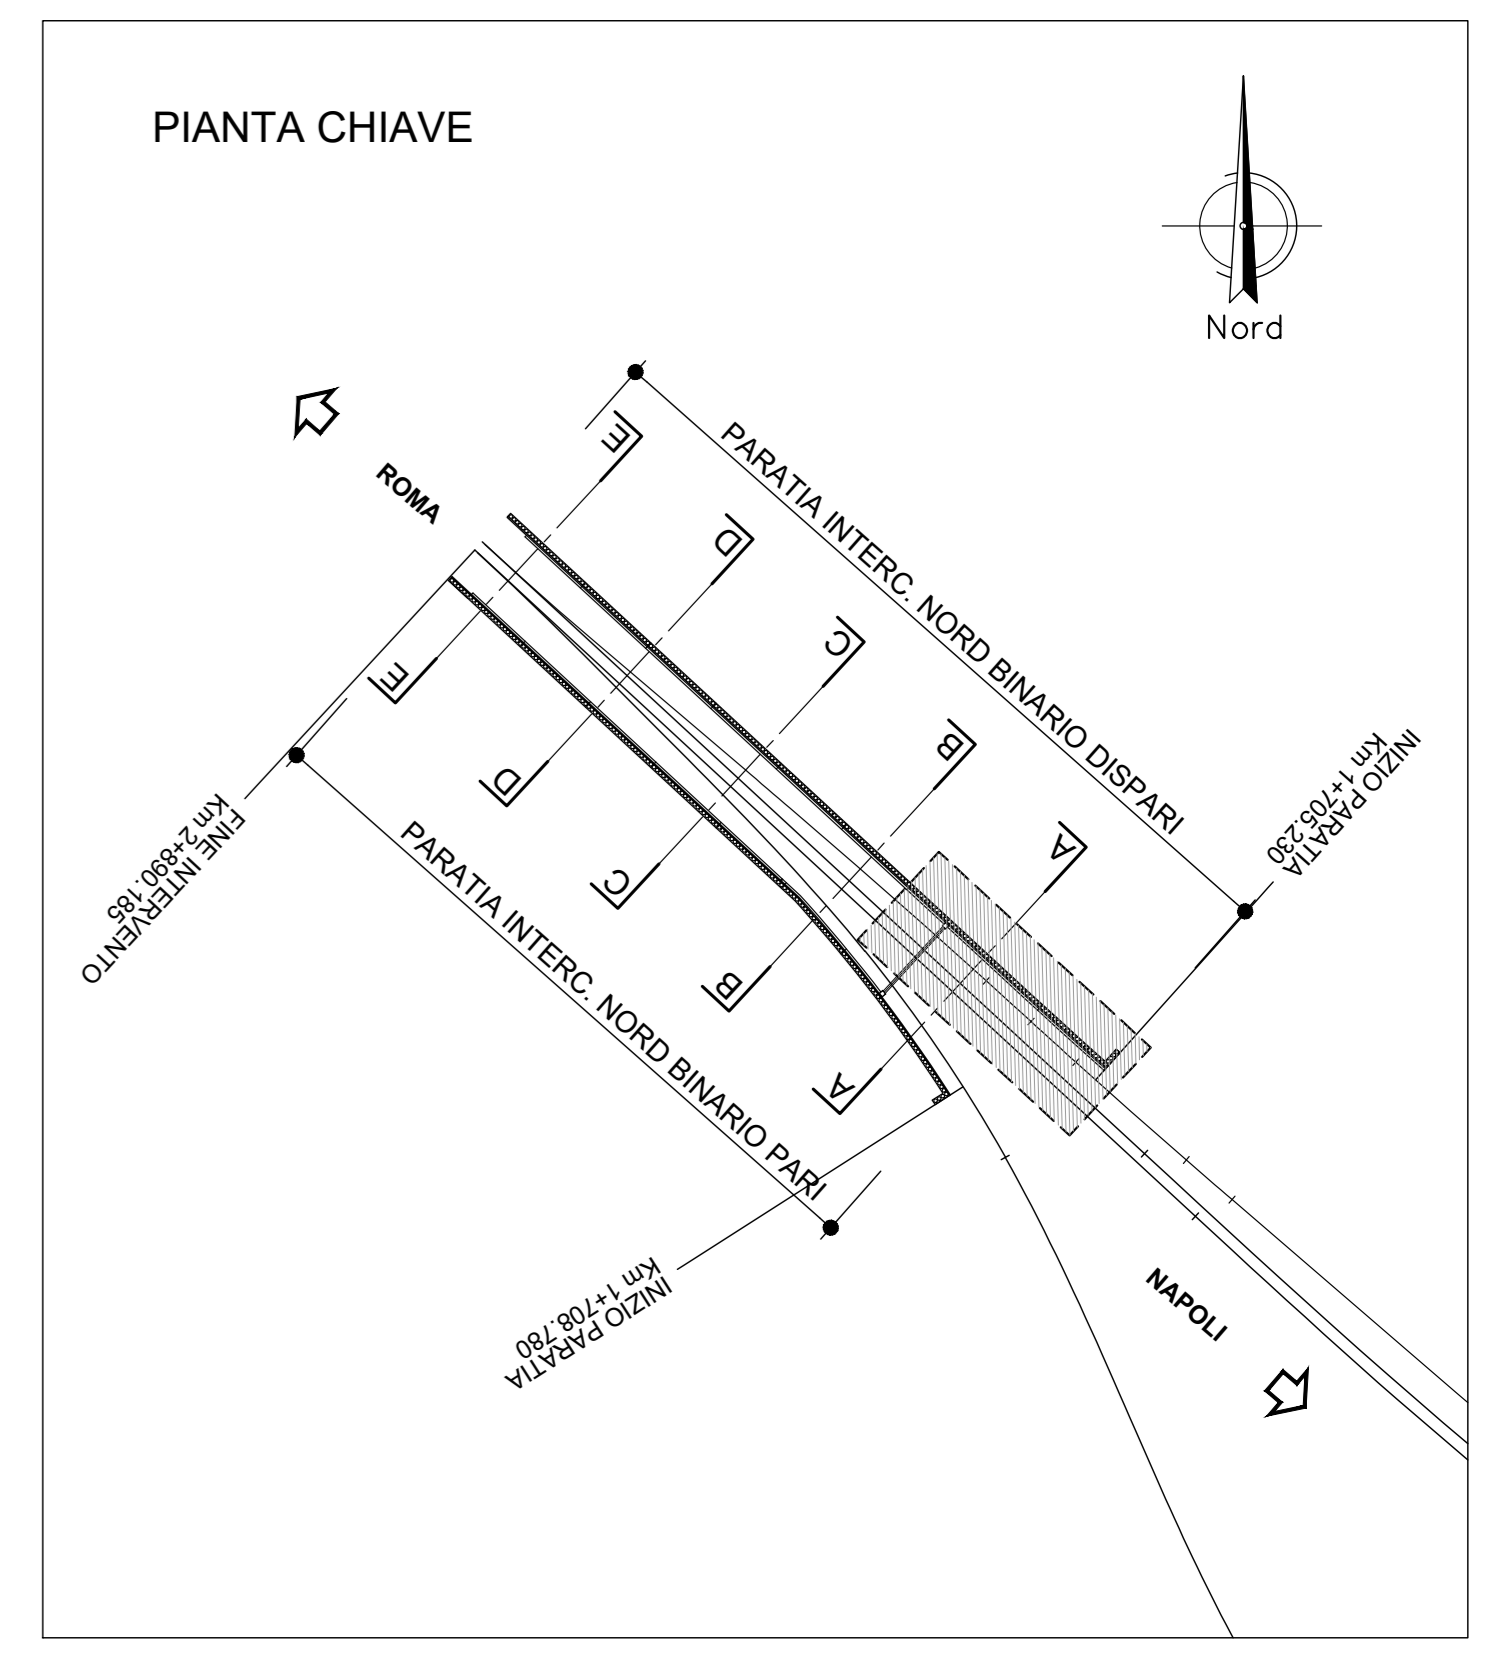 PIANTA CHIAVE
Nord
ROMA
E
D
C
B
A
PARATIA INTERC. NORD BINARIO DISPARI
INIZIO PARATIA
Km 1+705.230
E
D
C
B
A
FINE INTERVENTO
Km 2+890.185
PARATIA INTERC. NORD BINARIO PARI
INIZIO PARATIA
Km 1+708.780
NAPOLI